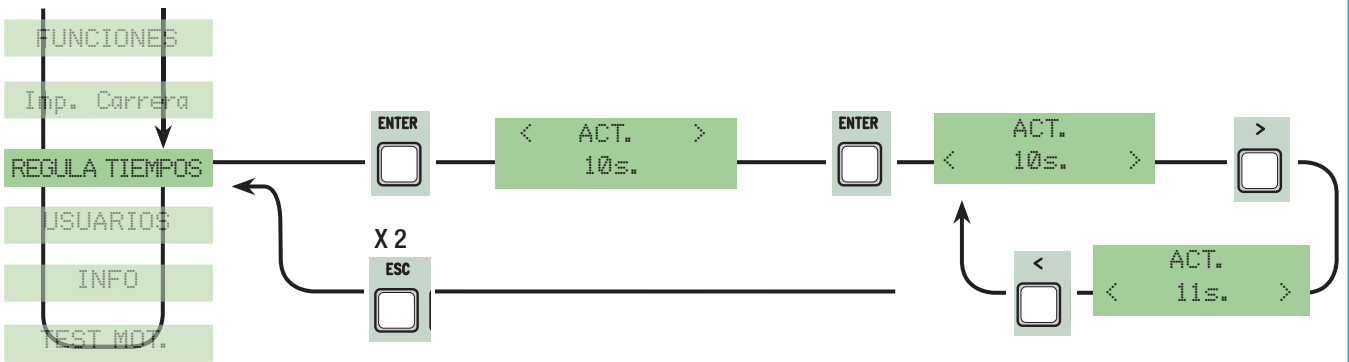 FUNCIONES
Imp. Carrera
REGULA TIEMPOS
USUARIOS
INFO
TEST MOT.
ENTER
< ACT. >
10s.
ENTER
ACT.
< 10s. >
>
X 2
ESC
<
ACT.
< 11s. >